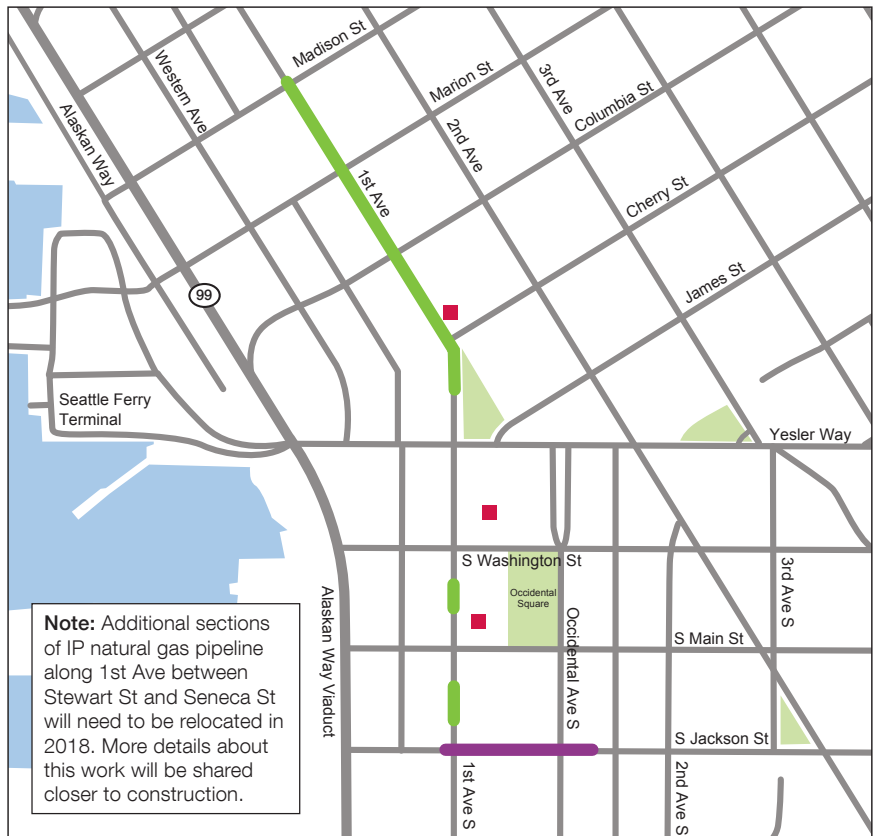 Madison St
Marion St
3rd Ave
Western Ave
Columbia St
Alaskan Way
2nd Ave
1st Ave
Cherry St
James St
99
Seattle Ferry
Terminal
Yesler Way
S Washington St
3rd Ave S
Occidental
Square
Alaskan Way Viaduct
Occidental Ave S
S Main St
Note: Additional sections
of IP natural gas pipeline
along 1st Ave between
Stewart St and Seneca St
will need to be relocated in
2018. More details about
this work will be shared
closer to construction.
S Jackson St
1st Ave S
2nd Ave S